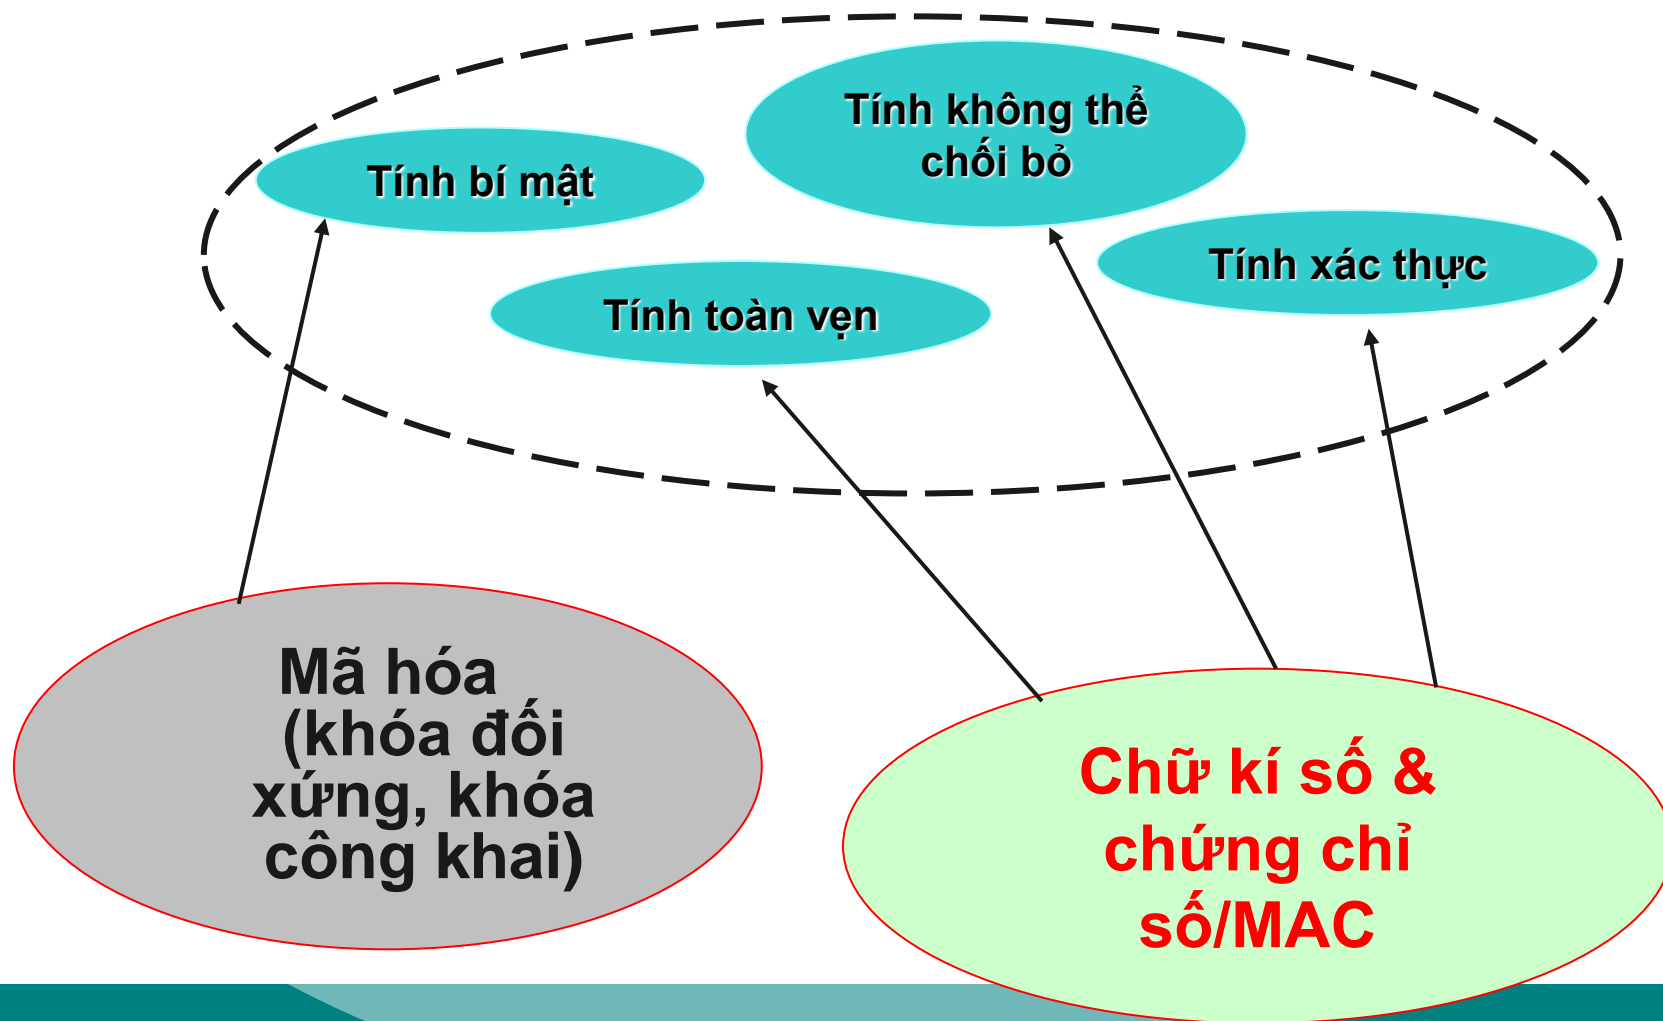 Tính không thể
chối bỏ
Tính bí mật
Tính xác thực
Tính toàn vẹn
Mã hóa
(khóa đối
xứng, khóa
công khai)
Chữ kí số &
chứng chỉ
số/MAC